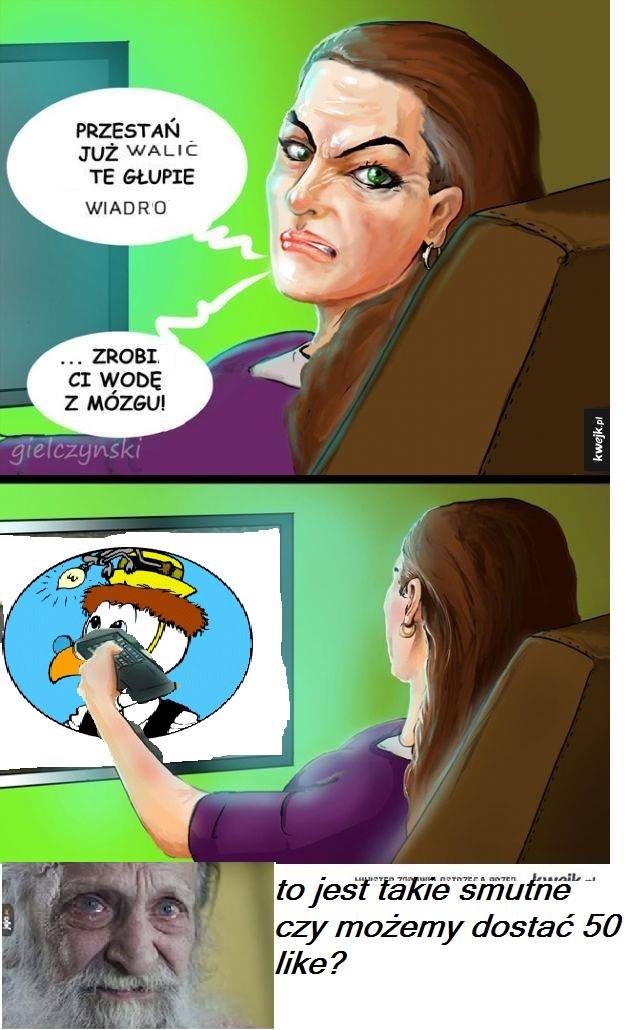 PRZESTAŃ
JUŻ WALIĆ
TE GŁUPIE
WIADRO
... ZROBI
CI WODĘ
Z MÓZGU!
gielczynski
kwejk.pl
to jest takie smutne
czy możemy dostać 50
like?